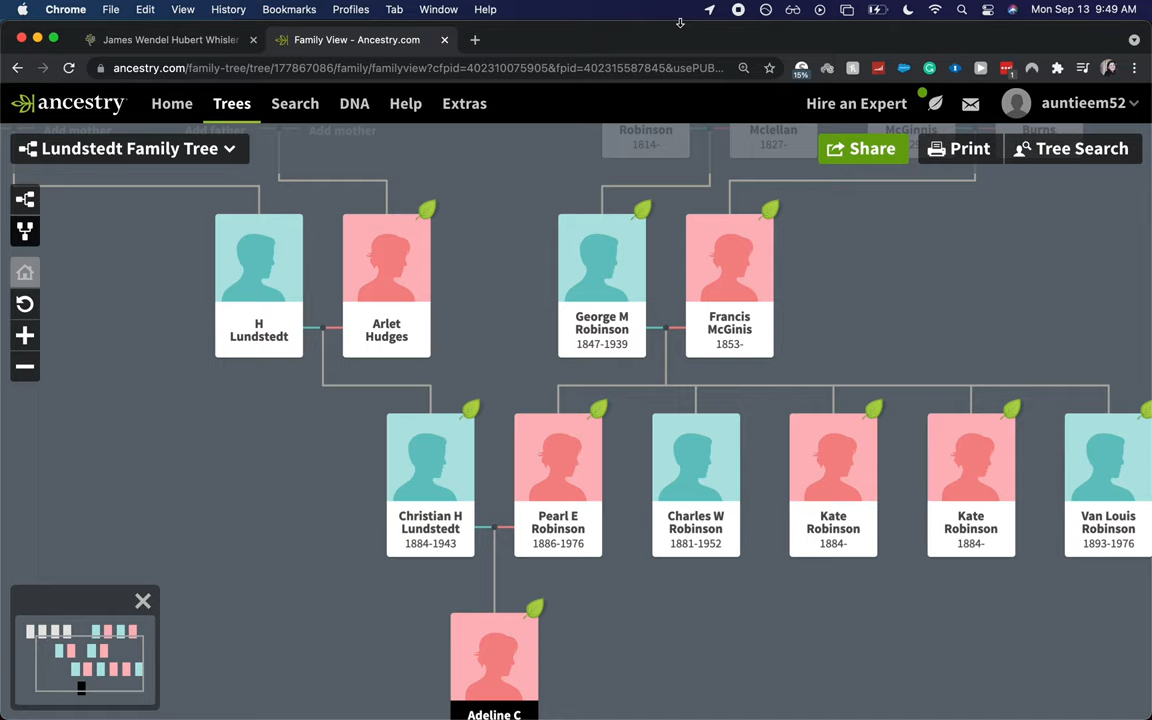 Chrome File Edit View History Bookmarks Profiles Tab Window Help Mon Sep 13 9:49 AM
James Wendel Hubert Whisler Family View - Ancestry.com
ancestry.com/family-tree/tree/177867086/family/familyview?cfpid=402310075905&fpid=402315587845&usePUB... 15% 1
ancestry Home Trees Search DNA Help Extras Hire an Expert auntieem52
Add mother Add father Add mother Robinson Mclellan McGinnis Burns
1814- 1827-
Lundstedt Family Tree Share Print Tree Search
H
Lundstedt
Arlet
Hudges
George M
Robinson
1847-1939
Francis
McGinis
1853-
Christian H
Lundstedt
1884-1943
Pearl E
Robinson
1886-1976
Charles W
Robinson
1881-1952
Kate
Robinson
1884-
Kate
Robinson
1884-
Van Louis
Robinson
1893-1976
Adeline C